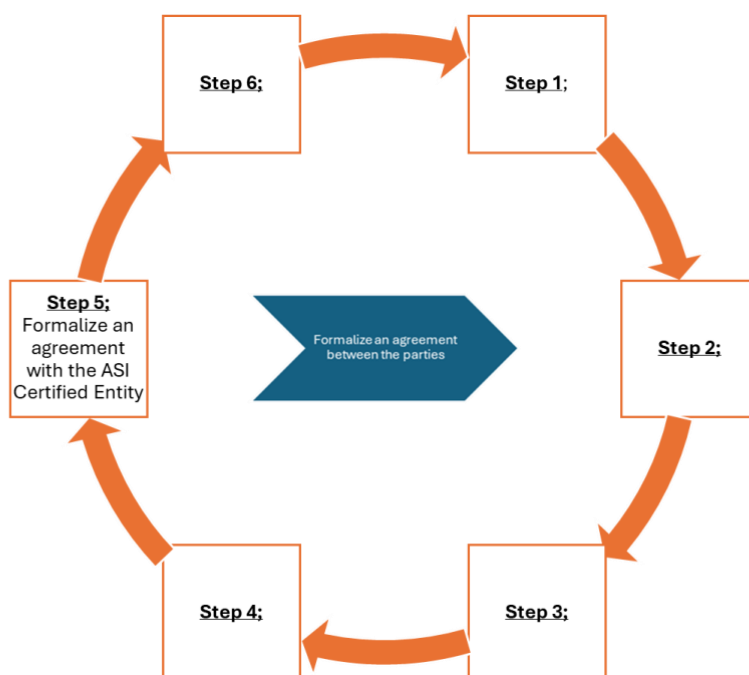 Step 6;
Step 1;
Step 5;
Formalize an
agreement
with the ASI
Certified Entity
Formalize an agreement
between the parties
Step 2;
Step 4;
Step 3;